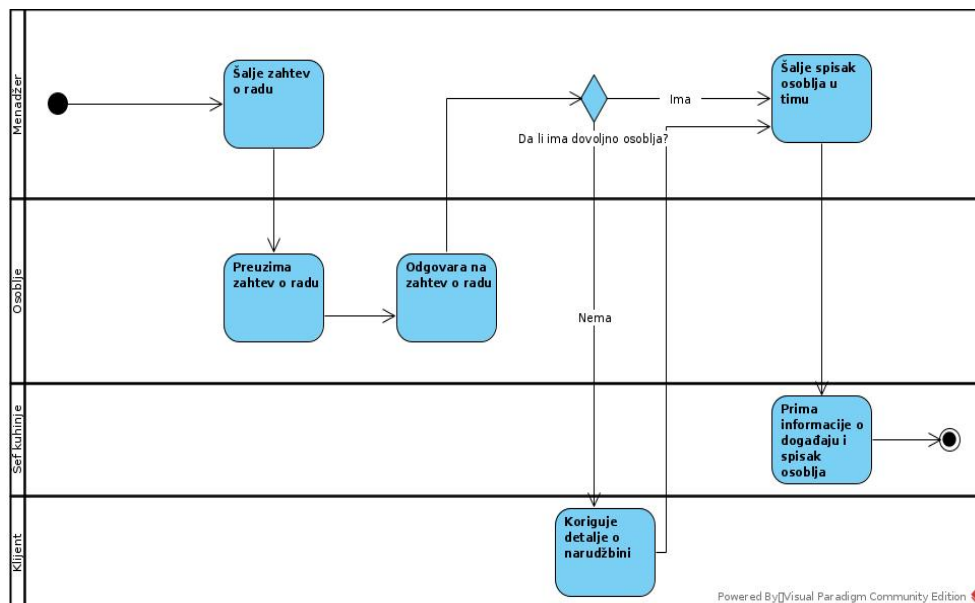 Menadžer
Šalje zahtev
o radu
Ima
Šalje spisak
osoblja u
timu
Da li ima dovoljno osoblja?
Osoblje
Preuzima
zahtev o radu
Odgovara na
zahtev o radu
Nema
Sef kuhinje
Prima
informacije o
događaju i
spisak
osoblja
Klijent
Koriguje
detalje o
narudžbini
Powered By▯Visual Paradigm Community Edition